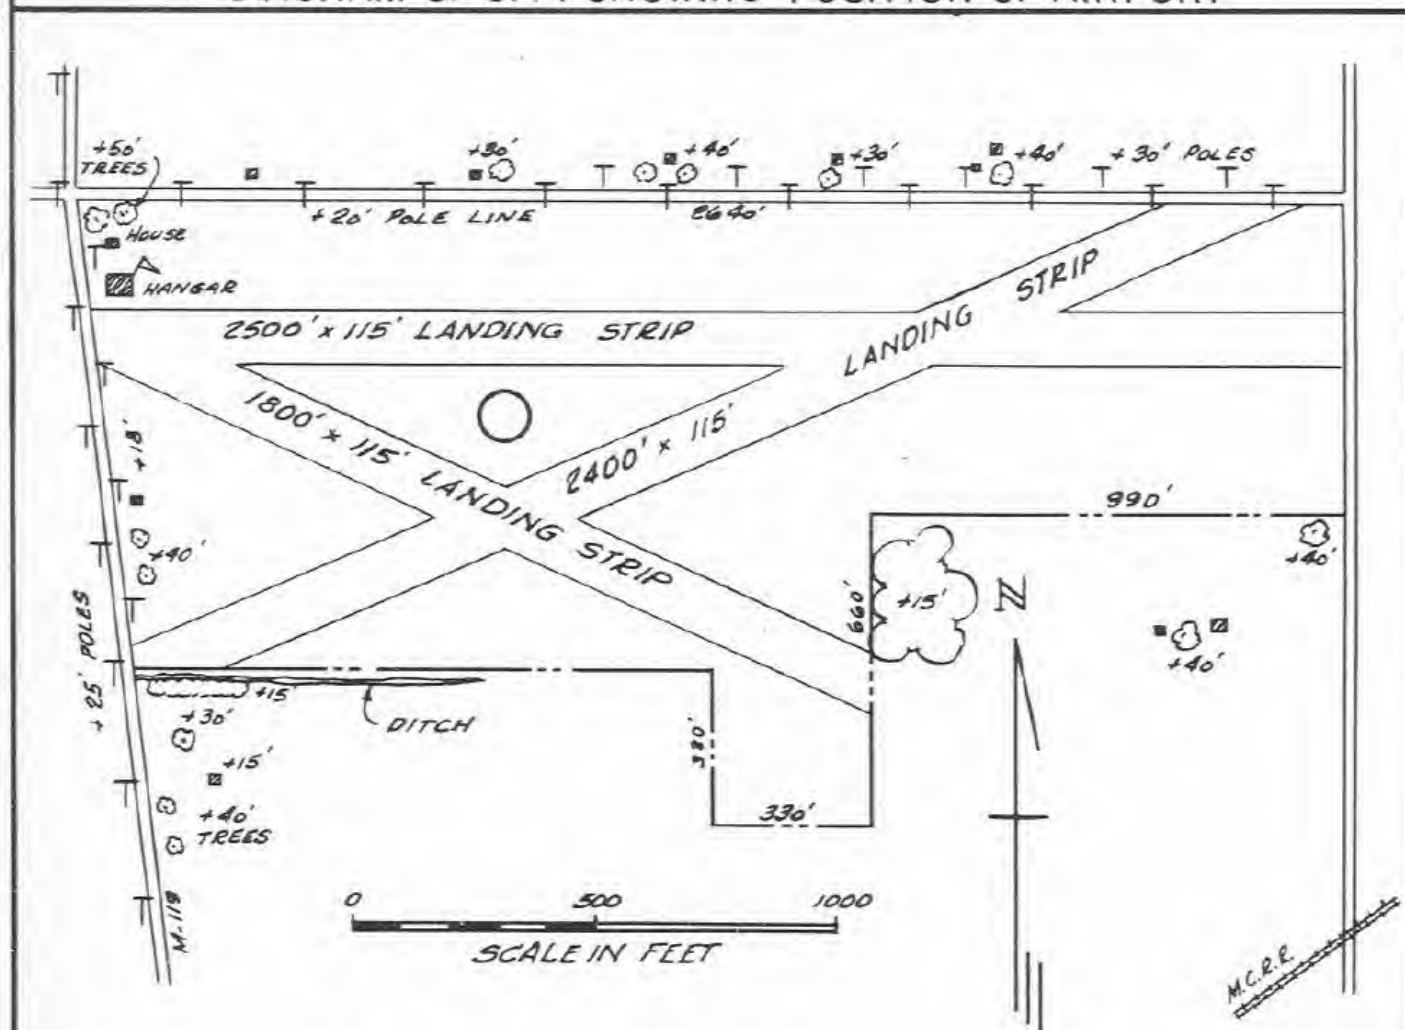 +50'
TREES
+30'
+40'
+30'
+40'
+30' POLES
+20' POLE LINE
2640'
HOUSE
HANGAR
2500' x 115' LANDING STRIP
LANDING STRIP
1800' x 115' LANDING STRIP
2400' x 115'
+18'
+40'
990'
+40'
660'
+15'
N
+40'
+25' POLES
+15'
DITCH
+30'
+15'
+40'
TREES
330'
M-118
0 500 1000
SCALE IN FEET
M.C.R.R.